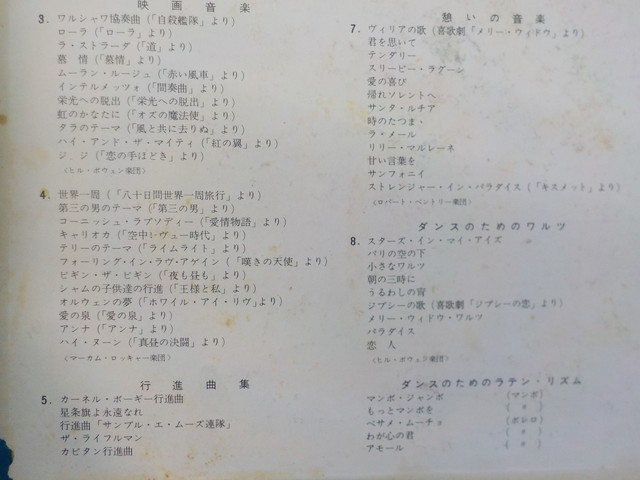 映画音楽
3. ワルシャワ協奏曲(「自殺艦隊」より)
ローラ(「ローラ」より)
ラ・ストラーダ(「道」より)
墓情(「墓情」より)
ムーラン・ルージュ(「赤い風車」より)
インテルメッツォ(「間奏曲」より)
栄光への脱出(「栄光への脱出」より)
虹のかなたに(「オズの魔法使」より)
タラのテーマ(「風と共に去りぬ」より)
ハイ・アンド・ザ・マイティ(「紅の翼」より)
ジ、ジ(「恋の手ほどき」より)
〈ヒル・ボウェン楽団〉
4. 世界一周(「八十日間世界一周旅行」より)
第三の男のテーマ(「第三の男」より)
コーニッシュ・ラプソディー(「愛情物語」より)
キャリオカ(「空中レヴュー時代」より)
テリーのテーマ(「ライムライト」より)
フォーリング・イン・ラヴ・アゲイン(「嘆きの天使」より)
ビギン・ザ・ビギン(「夜も昼も」より)
シャムの子供達の行進(「王様と私」より)
オルウェンの夢(「ホワイル・アイ・リヴ」より)
愛の泉(「愛の泉」より)
アンナ(「アンナ」より)
ハイ・ヌーン(「真昼の決闘」より)
〈マーカム・ロッキャー楽団〉
行進曲集
5. カーネル・ボーギー行進曲
星条旗よ永遠なれ
行進曲「サンブル・エ・ムーズ連隊」
ザ・ライフルマン
カピタン行進曲
憩いの音楽
7. ヴィリアの歌(喜歌劇「メリー・ウィドウ」より)
君を思いて
テンダリー
スリーピー・ラグーン
愛の喜び
帰れソレントへ
サンタ・ルチア
時のたつまゝ
ラ・メール
リリー・マルレーネ
甘い言葉を
サンフォニイ
ストレンジャー・イン・パラダイス(「キスメット」より)
〈ロバート・ベントリー楽団〉
ダンスのためのワルツ
8. スターズ・イン・マイ・アイズ
パリの空の下
小さなワルツ
朝の三時に
うるわしの宵
ジプシーの歌(喜歌劇「ジプシーの恋」より)
メリー・ウィドウ・ワルツ
パラダイス
恋人
〈ヒル・ボウェン楽団〉
ダンスのためのラテン・リズム
マンボ・ジャンボ (マンボ)
もっとマンボを (〃)
ベサメ・ムーチョ (ボレロ)
わが心の君 (〃)
アモール (〃)